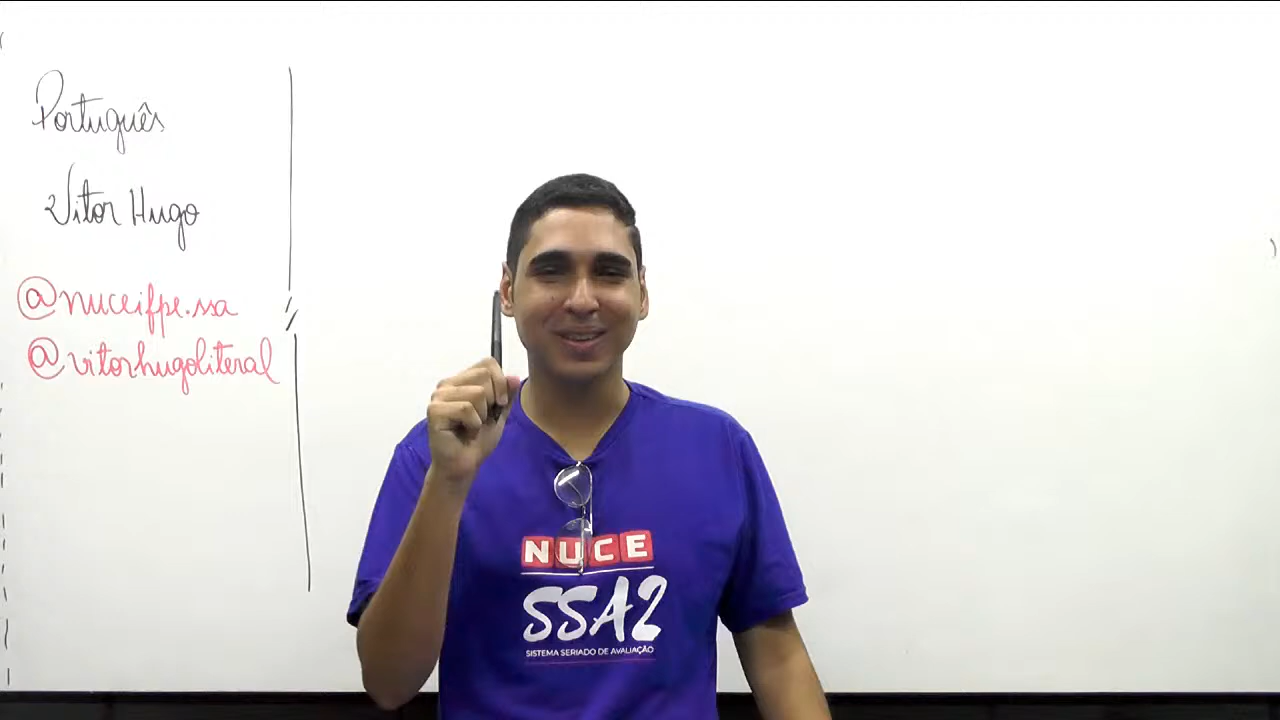 Português
Vitor Hugo
@nuceifpe.ssa
@vitorhugoliteral
NUCE
SSA2
SISTEMA SERIADO DE AVALIAÇÃO